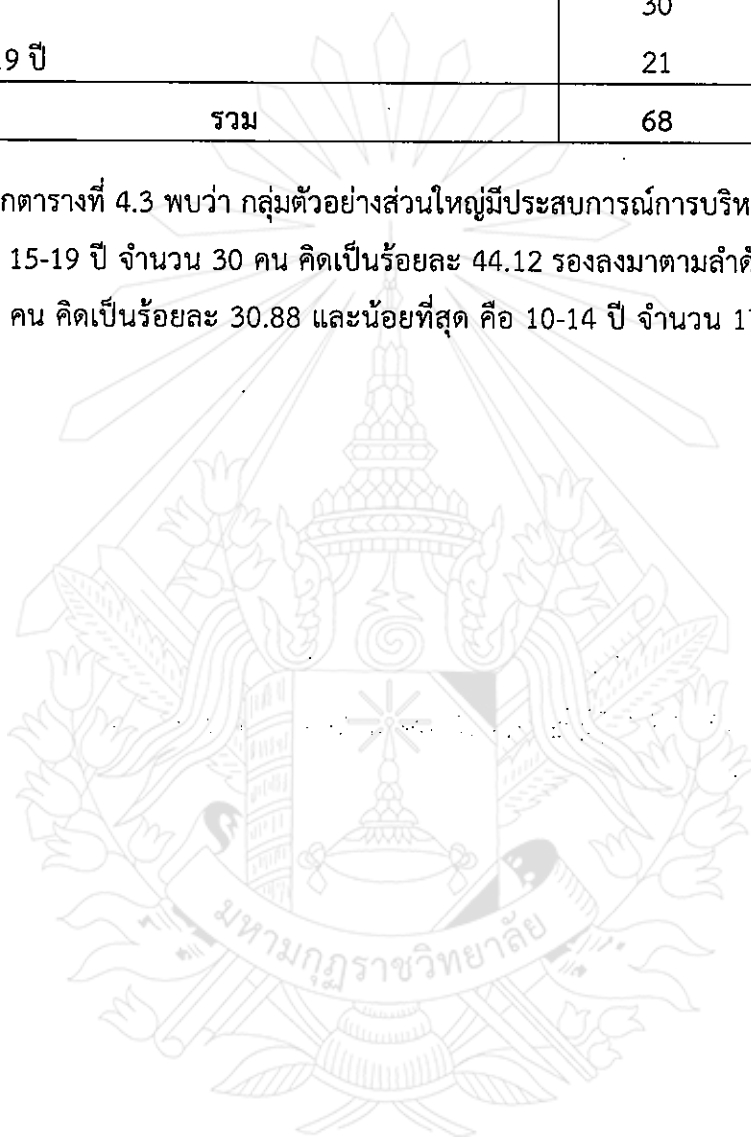 30
19 ปี 21
รวม 68
กตารางที่ 4.3 พบว่า กลุ่มตัวอย่างส่วนใหญ่มีประสบการณ์การบริห
15-19 ปี จำนวน 30 คน คิดเป็นร้อยละ 44.12 รองลงมาตามลำดั
คน คิดเป็นร้อยละ 30.88 และน้อยที่สุด คือ 10-14 ปี จำนวน 1
มหามกุฏราชวิทยาลัย